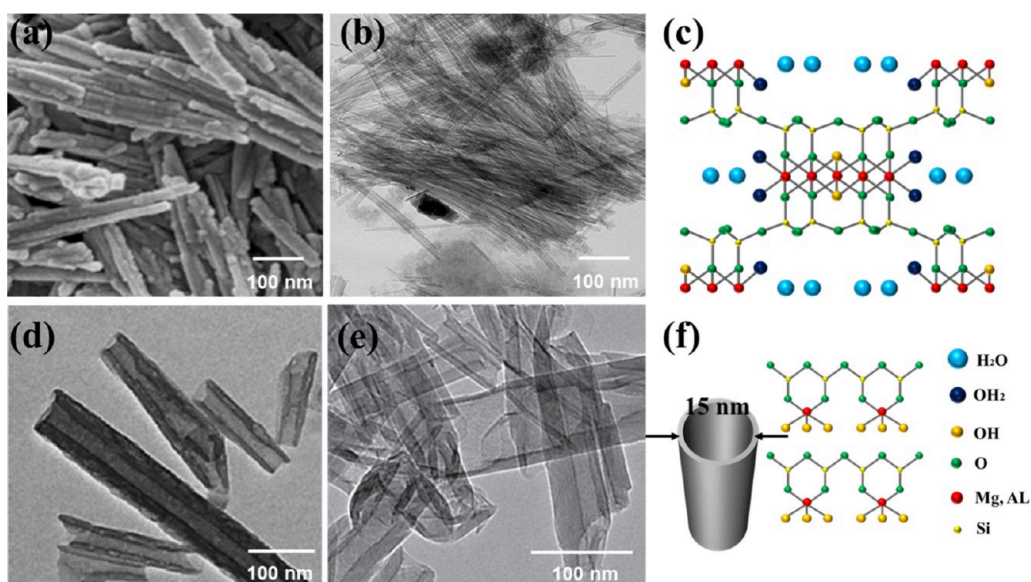 (a)
100 nm
(b)
100 nm
(c)
(d)
100 nm
(e)
100 nm
(f)
15 nm
H₂O
OH₂
OH
O
Mg, AL
Si